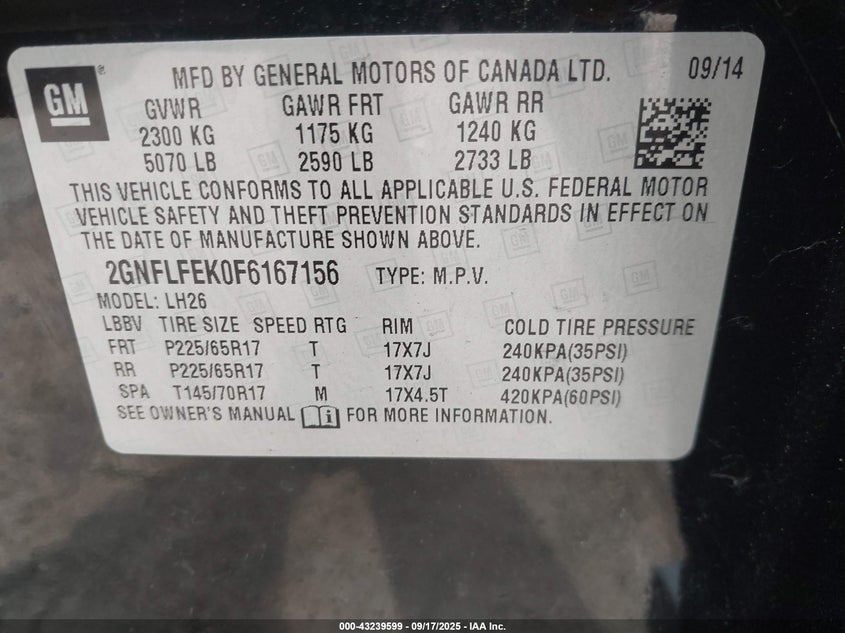 GM ® MFD BY GENERAL MOTORS OF CANADA LTD. 09/14
GVWR GAWR FRT GAWR RR
2300 KG 1175 KG 1240 KG
5070 LB 2590 LB 2733 LB
THIS VEHICLE CONFORMS TO ALL APPLICABLE U.S. FEDERAL MOTOR
VEHICLE SAFETY AND THEFT PREVENTION STANDARDS IN EFFECT ON
THE DATE OF MANUFACTURE SHOWN ABOVE.
2GNFLFEK0F6167156 TYPE: M.P.V.
MODEL: LH26
LBBV TIRE SIZE SPEED RTG RIM COLD TIRE PRESSURE
FRT P225/65R17 T 17X7J 240KPA(35PSI)
RR P225/65R17 T 17X7J 240KPA(35PSI)
SPA T145/70R17 M 17X4.5T 420KPA(60PSI)
SEE OWNER'S MANUAL FOR MORE INFORMATION.
000-43239599 - 09/17/2025 - IAA Inc.